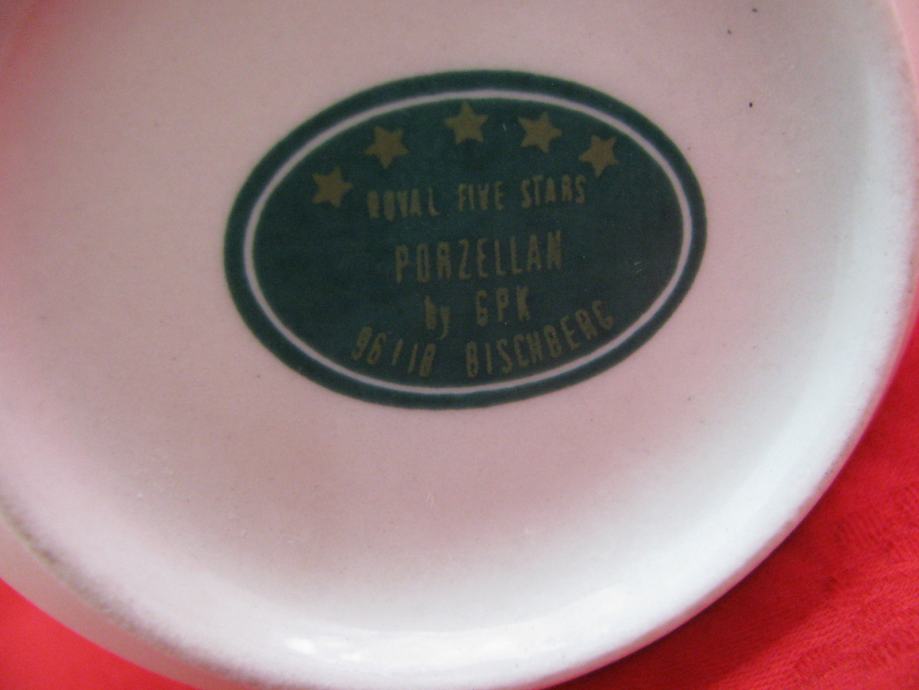 ROYAL FIVE STARS
PORZELLAN
by GPK
96118 BISCHBERG